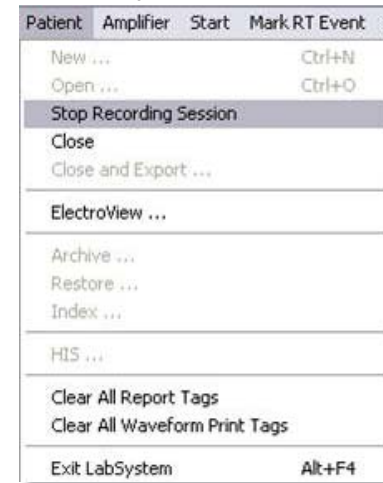 Patient Amplifier Start Mark RT Event
New ... Ctrl+N
Open ... Ctrl+O
Stop Recording Session
Close
Close and Export ...
ElectroView ...
Archive ...
Restore ...
Index ...
HIS ...
Clear All Report Tags
Clear All Waveform Print Tags
Exit LabSystem Alt+F4